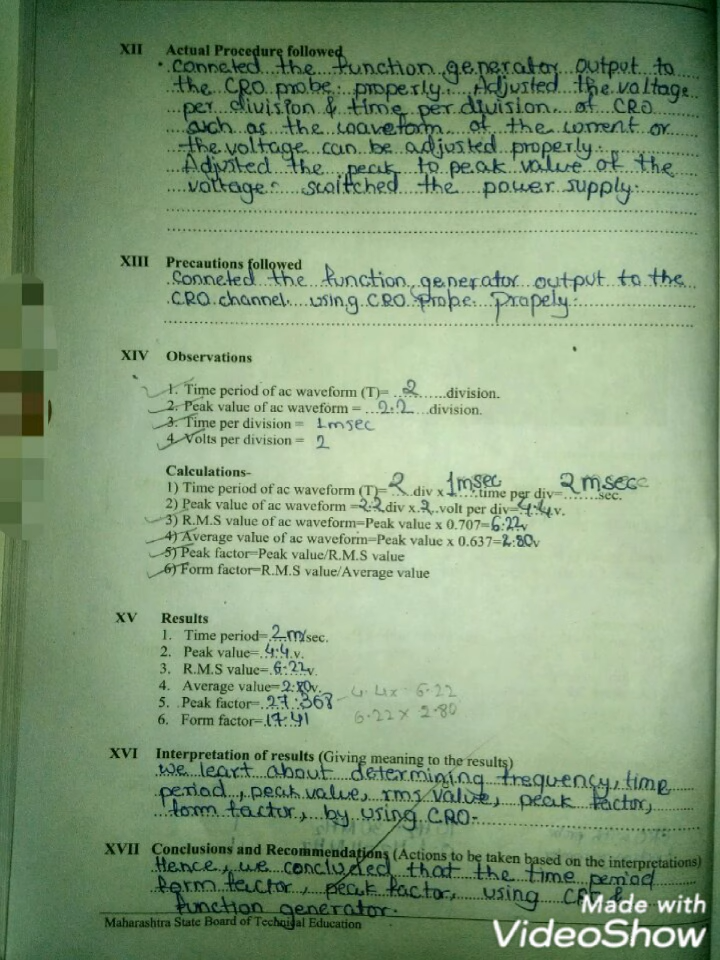 XII Actual Procedure followed
Conneted the function generator output to
the CRO probe properly. Adjusted the voltage
per division & time per division of CRO
such as the waveform of the current or
the voltage can be adjusted properly.
Adjusted the peak to peak value of the
voltage. switched the power supply.
XIII Precautions followed
Conneted the function generator output to the
CRO channel using CRO Probe Propely.
XIV Observations
1. Time period of ac waveform (T)= 2 division.
2. Peak value of ac waveform = 2.2 division.
3. Time per division = 1msec
4. Volts per division = 2
Calculations-
1) Time period of ac waveform (T)= 2 div x 1msec time per div= 2msec sec.
2) Peak value of ac waveform =2.2 div x 2 volt per div= 4.4 v.
3) R.M.S value of waveform=Peak value x 0.707= 6.22v
4) Average value of ac waveform=Peak value x 0.637=2.80v
5) Peak factor=Peak value/R.M.S value
6) Form factor=R.M.S value/Average value
XV Results
1. Time period= 2m/sec.
2. Peak value= 4.4 v.
3. R.M.S value= 6.22v.
4. Average value= 2.80v.
5. Peak factor= 27.368 4.4x 6.22
6. Form factor= 17.41 6.22 x 2.80
XVI Interpretation of results (Giving meaning to the results)
we leart about determining frequency, time
period, peak value, rms value, peak factor,
form factor, by using CRO.
XVII Conclusions and Recommendations (Actions to be taken based on the interpretations)
Hence, we concluded that the time period
form factor, peak factor, using &
function generator.
Maharashtra State Board of Technical Education
Made with
VideoShow